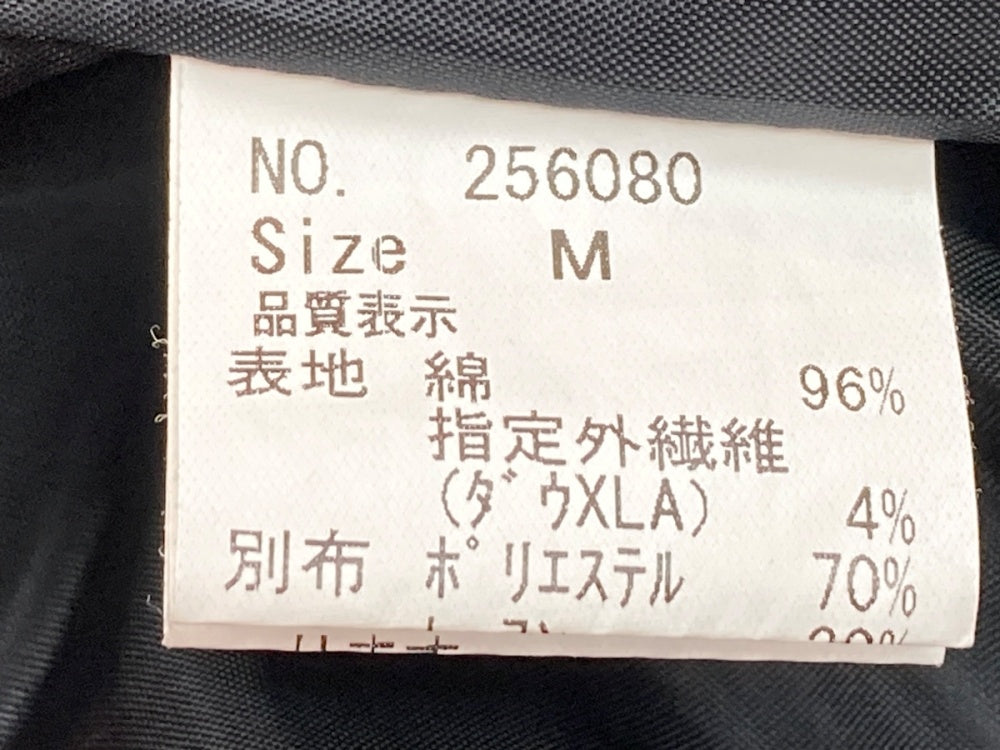 NO. 256080
Size M
品質表示
表地 綿 96%
指定外繊維
(ダウXLA) 4%
別布 ポリエステル 70%